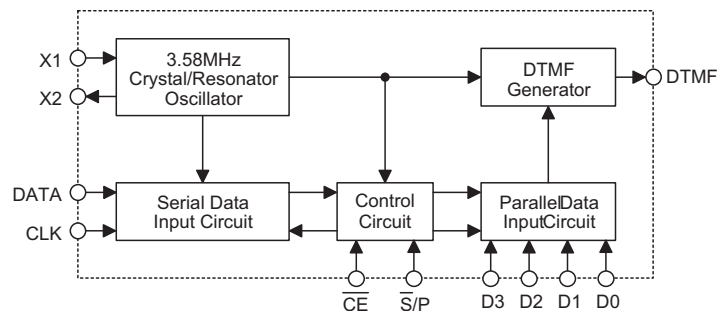 X1
X2
3.58MHz
Crystal/Resonator
Oscillator
DTMF
Generator
DTMF
DATA
CLK
Serial Data
Input Circuit
Control
Circuit
ParallelData
InputCircuit
C̅E̅
S̅/P
D3
D2
D1
D0